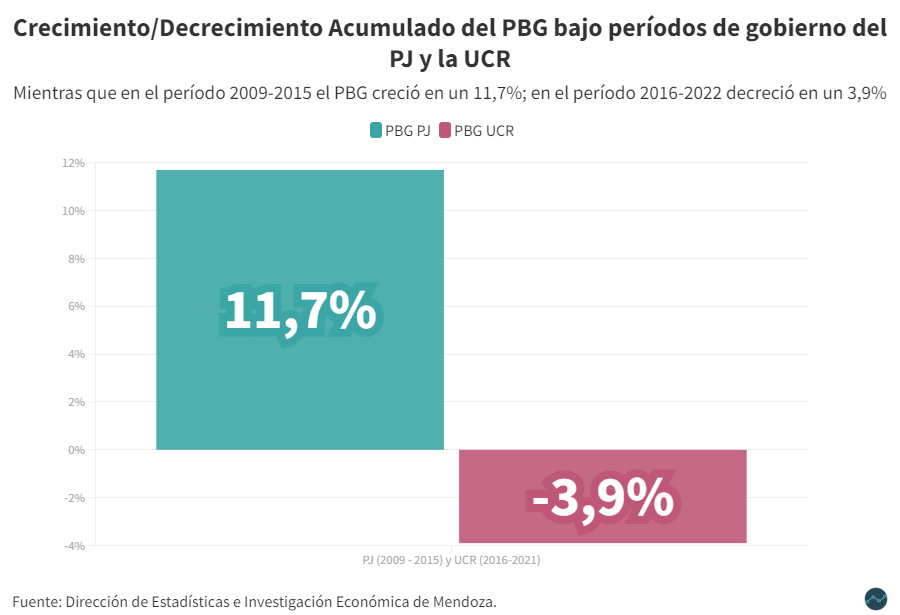 Crecimiento/Decrecimiento Acumulado del PBG bajo períodos de gobierno del
PJ y la UCR
Mientras que en el período 2009-2015 el PBG creció en un 11,7%; en el período 2016-2022 decreció en un 3,9%
PBG PJ PBG UCR
12%
10%
8%
6%
4%
2%
0%
-2%
-4%
11,7%
-3,9%
PJ (2009 - 2015) y UCR (2016-2021)
Fuente: Dirección de Estadísticas e Investigación Económica de Mendoza.